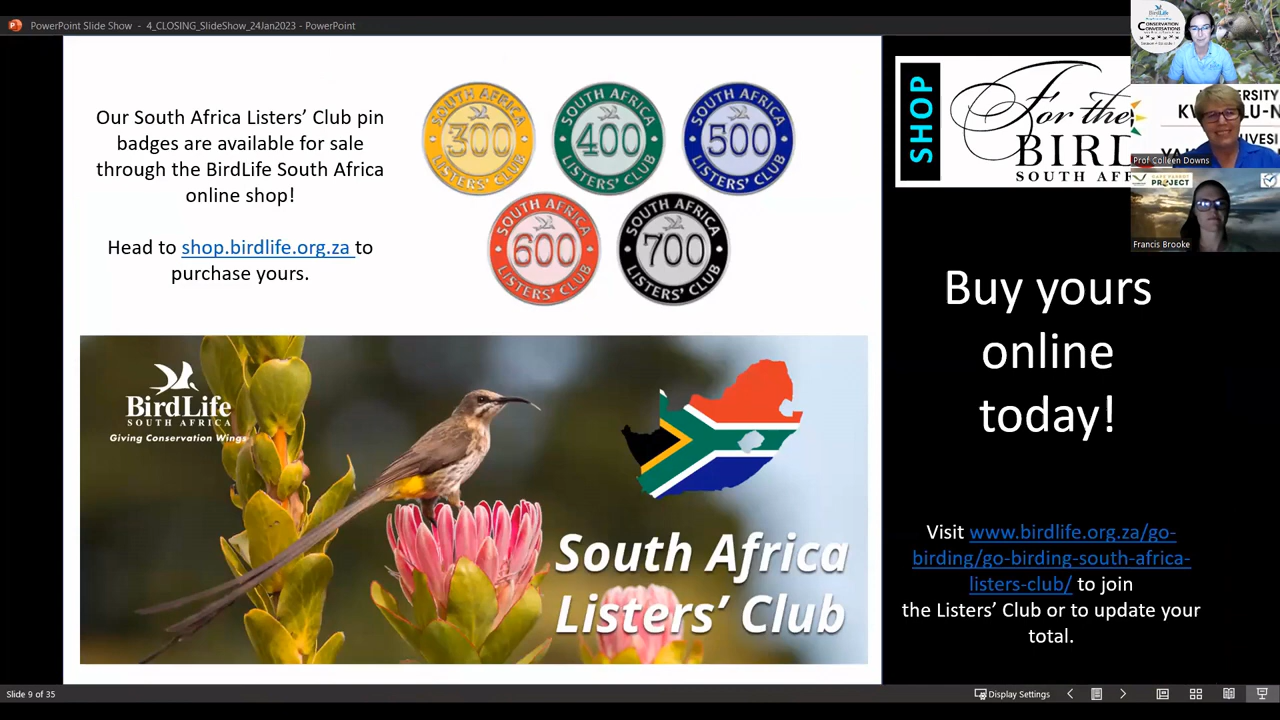 PowerPoint Slide Show - 4_CLOSING_SlideShow_24Jan2023 - PowerPoint
Our South Africa Listers’ Club pin
badges are available for sale
through the BirdLife South Africa
online shop!
Head to shop.birdlife.org.za to
purchase yours.
SOUTH AFRICA
300
LISTERS' CLUB
SOUTH AFRICA
400
LISTERS' CLUB
SOUTH AFRICA
500
LISTERS' CLUB
SOUTH AFRICA
600
LISTERS' CLUB
SOUTH AFRICA
700
LISTERS' CLUB
BirdLife
SOUTH AFRICA
Giving Conservation Wings
South Africa
Listers’ Club
SHOP
For the
BIRD
SOUTH AF
BirdLife
CONSERVATION
CONVERSATIONS
Prof Colleen Downs
PROJECT
Francis Brooke
Buy yours
online
today!
Visit www.birdlife.org.za/go-
birding/go-birding-south-africa-
listers-club/ to join
the Listers’ Club or to update your
total.
Slide 9 of 35
Display Settings